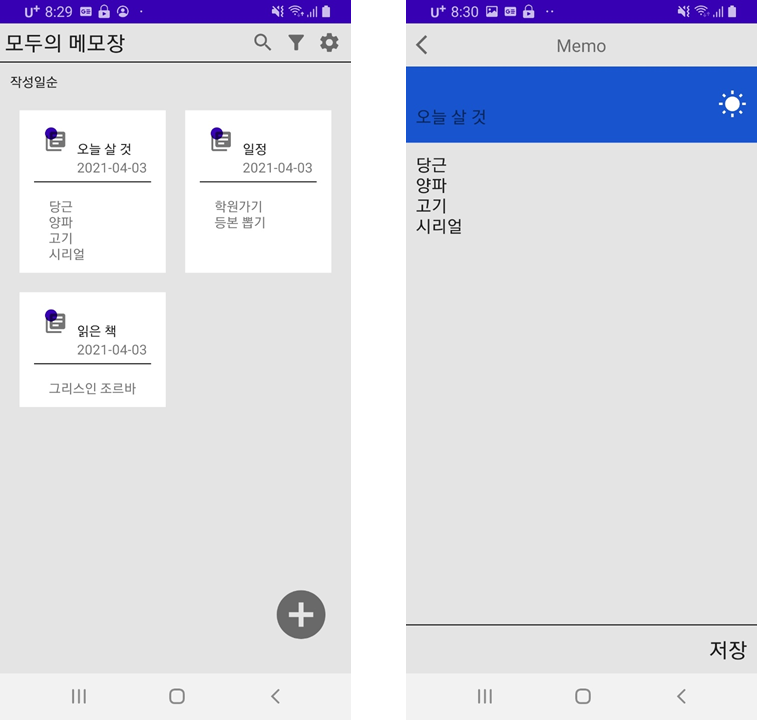 U+ 8:29
모두의 메모장
작성일순
오늘 살 것
2021-04-03
당근
양파
고기
시리얼
일정
2021-04-03
학원가기
등본 뽑기
읽은 책
2021-04-03
그리스인 조르바
U+ 8:30
Memo
오늘 살 것
당근
양파
고기
시리얼
저장